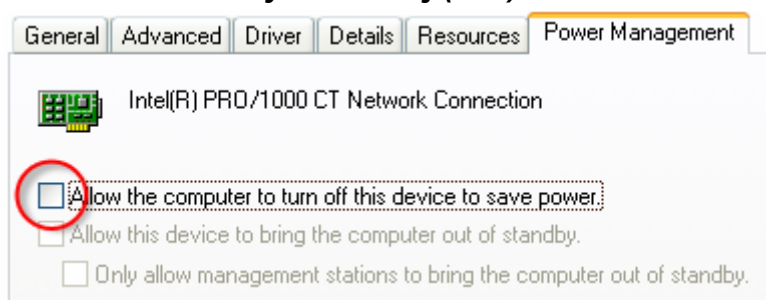 General Advanced Driver Details Resources Power Management
Intel(R) PRO/1000 CT Network Connection
Allow the computer to turn off this device to save power.
Allow this device to bring the computer out of standby.
Only allow management stations to bring the computer out of standby.